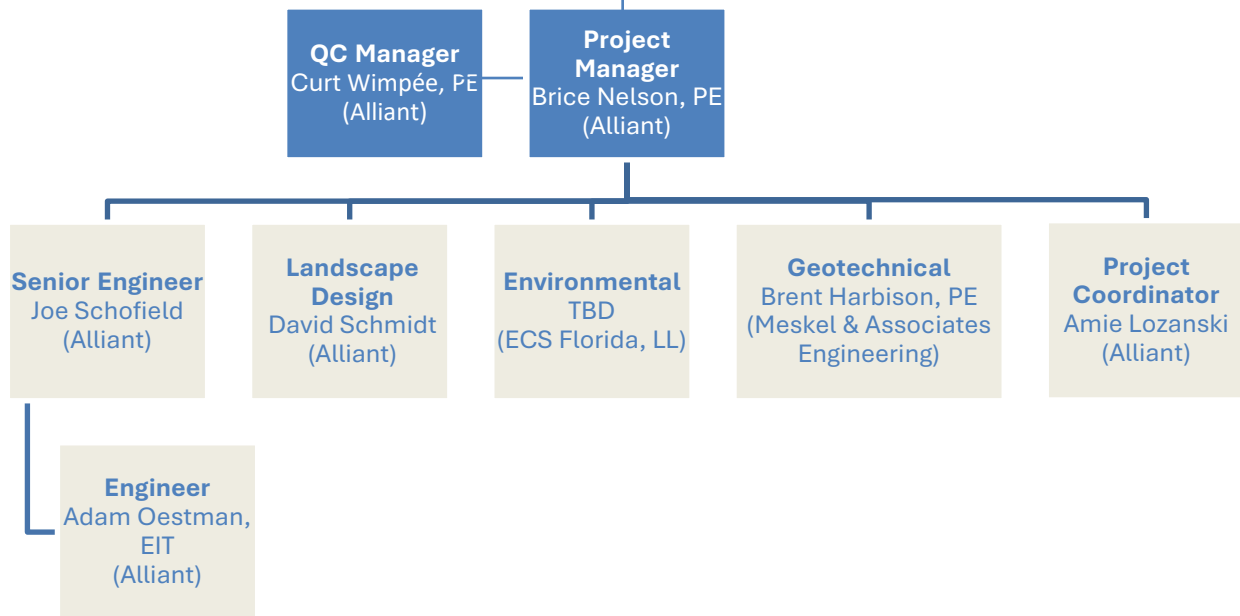 QC Manager
Curt Wimpée, PE
(Alliant)
Project
Manager
Brice Nelson, PE
(Alliant)
Senior Engineer
Joe Schofield
(Alliant)
Landscape
Design
David Schmidt
(Alliant)
Environmental
TBD
(ECS Florida, LL)
Geotechnical
Brent Harbison, PE
(Meskel & Associates
Engineering)
Project
Coordinator
Amie Lozanski
(Alliant)
Engineer
Adam Oestman,
EIT
(Alliant)